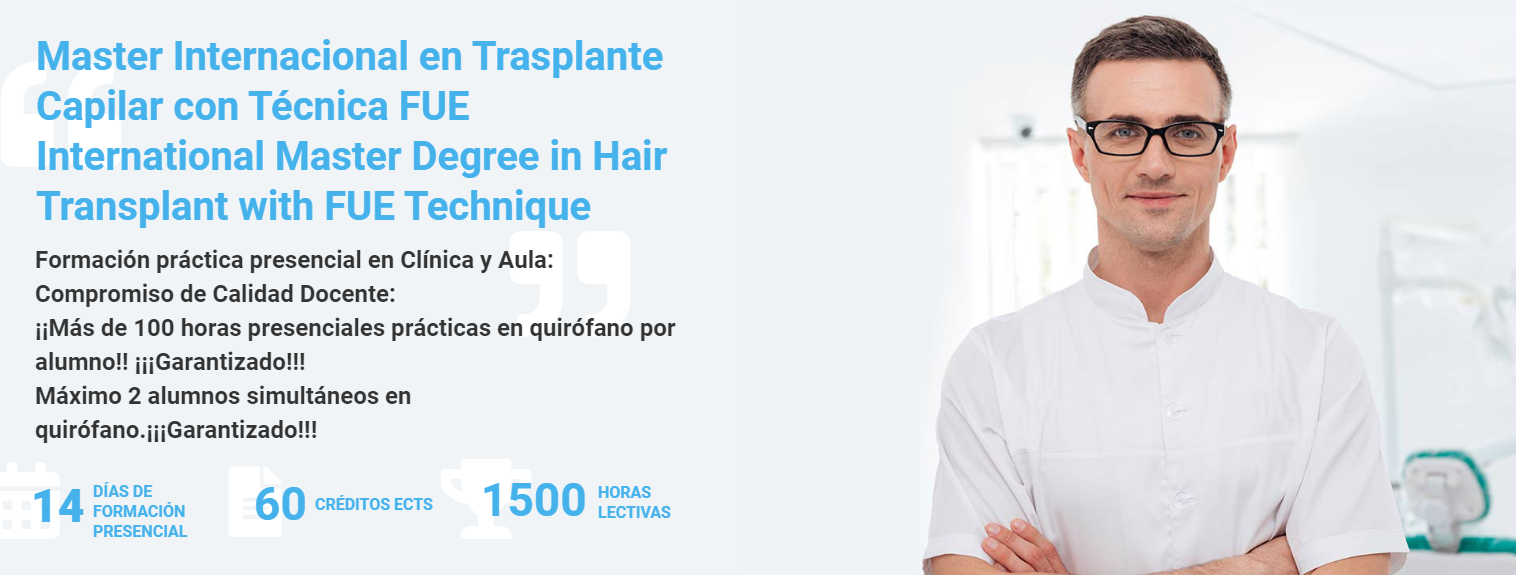 Master Internacional en Trasplante
Capilar con Técnica FUE
International Master Degree in Hair
Transplant with FUE Technique
Formación práctica presencial en Clínica y Aula:
Compromiso de Calidad Docente:
¡¡Más de 100 horas presenciales prácticas en quirófano por
alumno!! ¡¡¡Garantizado!!!
Máximo 2 alumnos simultáneos en
quirófano.¡¡¡Garantizado!!!
14 DÍAS DE
FORMACIÓN
PRESENCIAL
60 CRÉDITOS ECTS
1500 HORAS
LECTIVAS